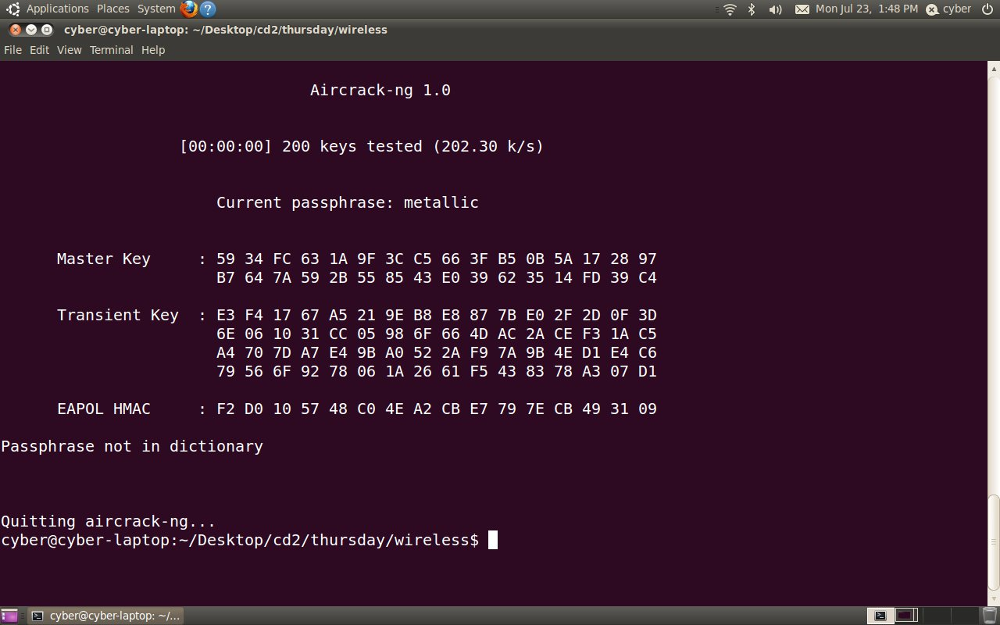 Applications Places System ? Mon Jul 23, 1:48 PM cyber
cyber@cyber-laptop: ~/Desktop/cd2/thursday/wireless
File Edit View Terminal Help
Aircrack-ng 1.0
[00:00:00] 200 keys tested (202.30 k/s)
Current passphrase: metallic
Master Key : 59 34 FC 63 1A 9F 3C C5 66 3F B5 0B 5A 17 28 97
B7 64 7A 59 2B 55 85 43 E0 39 62 35 14 FD 39 C4
Transient Key : E3 F4 17 67 A5 21 9E B8 E8 87 7B E0 2F 2D 0F 3D
6E 06 10 31 CC 05 98 6F 66 4D AC 2A CE F3 1A C5
A4 70 7D A7 E4 9B A0 52 2A F9 7A 9B 4E D1 E4 C6
79 56 6F 92 78 06 1A 26 61 F5 43 83 78 A3 07 D1
EAPOL HMAC : F2 D0 10 57 48 C0 4E A2 CB E7 79 7E CB 49 31 09
Passphrase not in dictionary
Quitting aircrack-ng...
cyber@cyber-laptop:~/Desktop/cd2/thursday/wireless$
cyber@cyber-laptop: ~/...